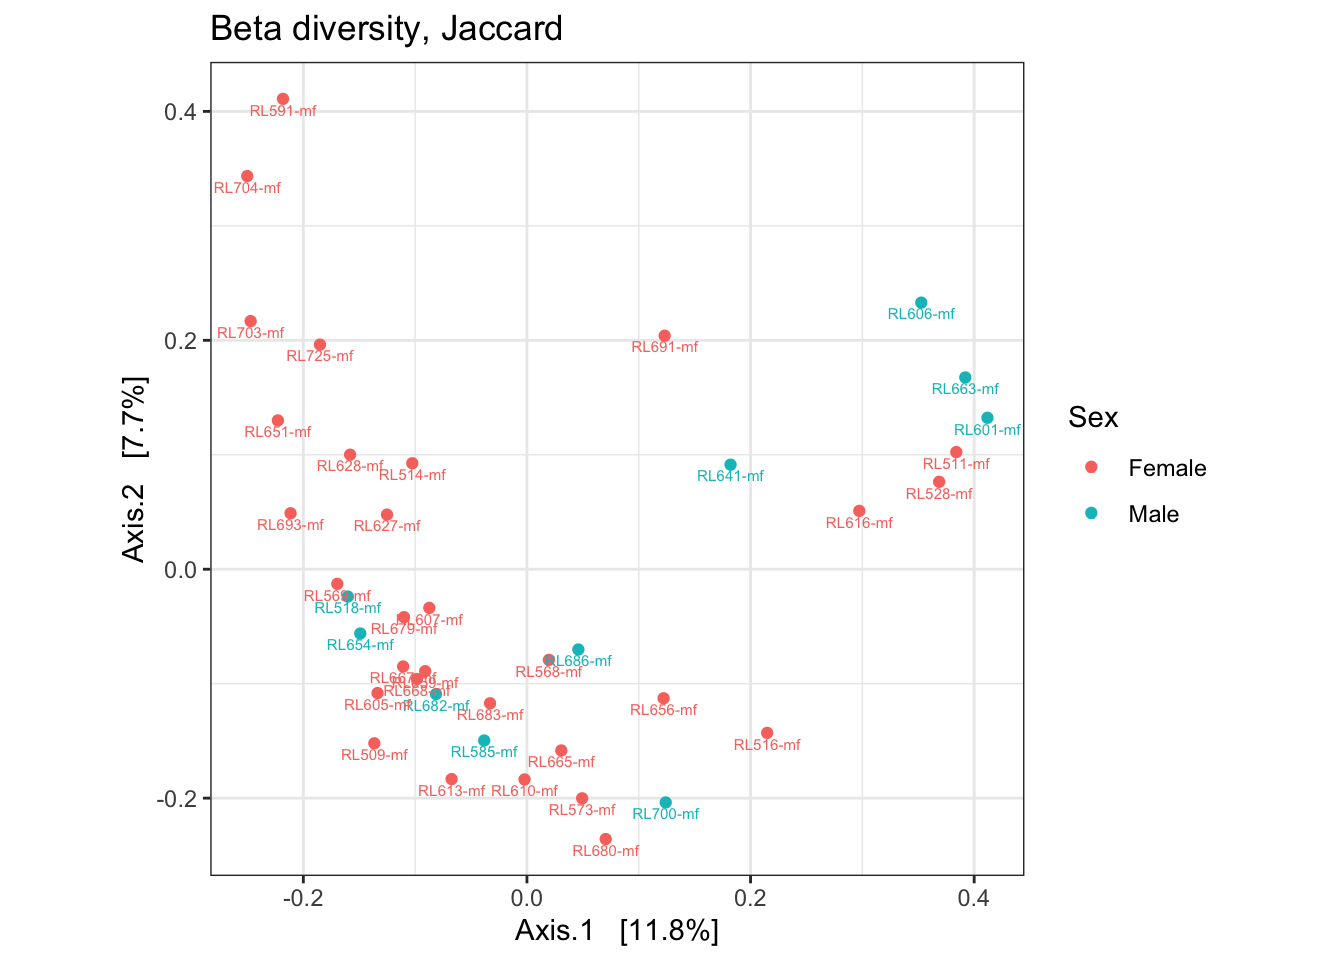 Beta diversity, Jaccard
0.4
RL591-mf
RL704-mf
RL606-mf
RL703-mf
0.2
RL691-mf
RL725-mf
RL663-mf
RL601-mf
RL651-mf
RL628-mf
RL511-mf
RL514-mf
RL641-mf
RL528-mf
RL693-mf
RL627-mf
RL616-mf
0.0
RL518-mf
RL607-mf
RL679-mf
RL654-mf
RL686-mf
RL568-mf
RL668-mf
RL605-mf
RL682-mf
RL683-mf
RL656-mf
RL516-mf
RL509-mf
RL585-mf
RL665-mf
RL613-mf
RL610-mf
-0.2
RL573-mf
RL700-mf
RL680-mf
-0.2
0.0
0.2
0.4
Axis.1 [11.8%]
Axis.2 [7.7%]
Sex
Female
Male